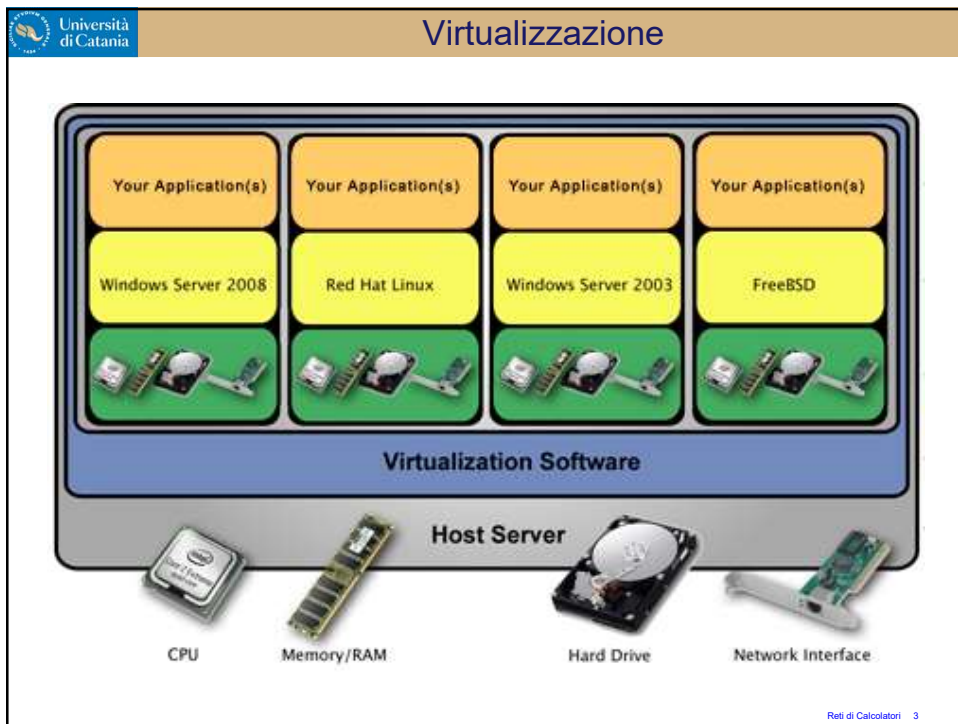 Università
di Catania
Virtualizzazione
Your Application(s)
Your Application(s)
Your Application(s)
Your Application(s)
Windows Server 2008
Red Hat Linux
Windows Server 2003
FreeBSD
Virtualization Software
Host Server
CPU
Memory/RAM
Hard Drive
Network Interface
Reti di Calcolatori 3